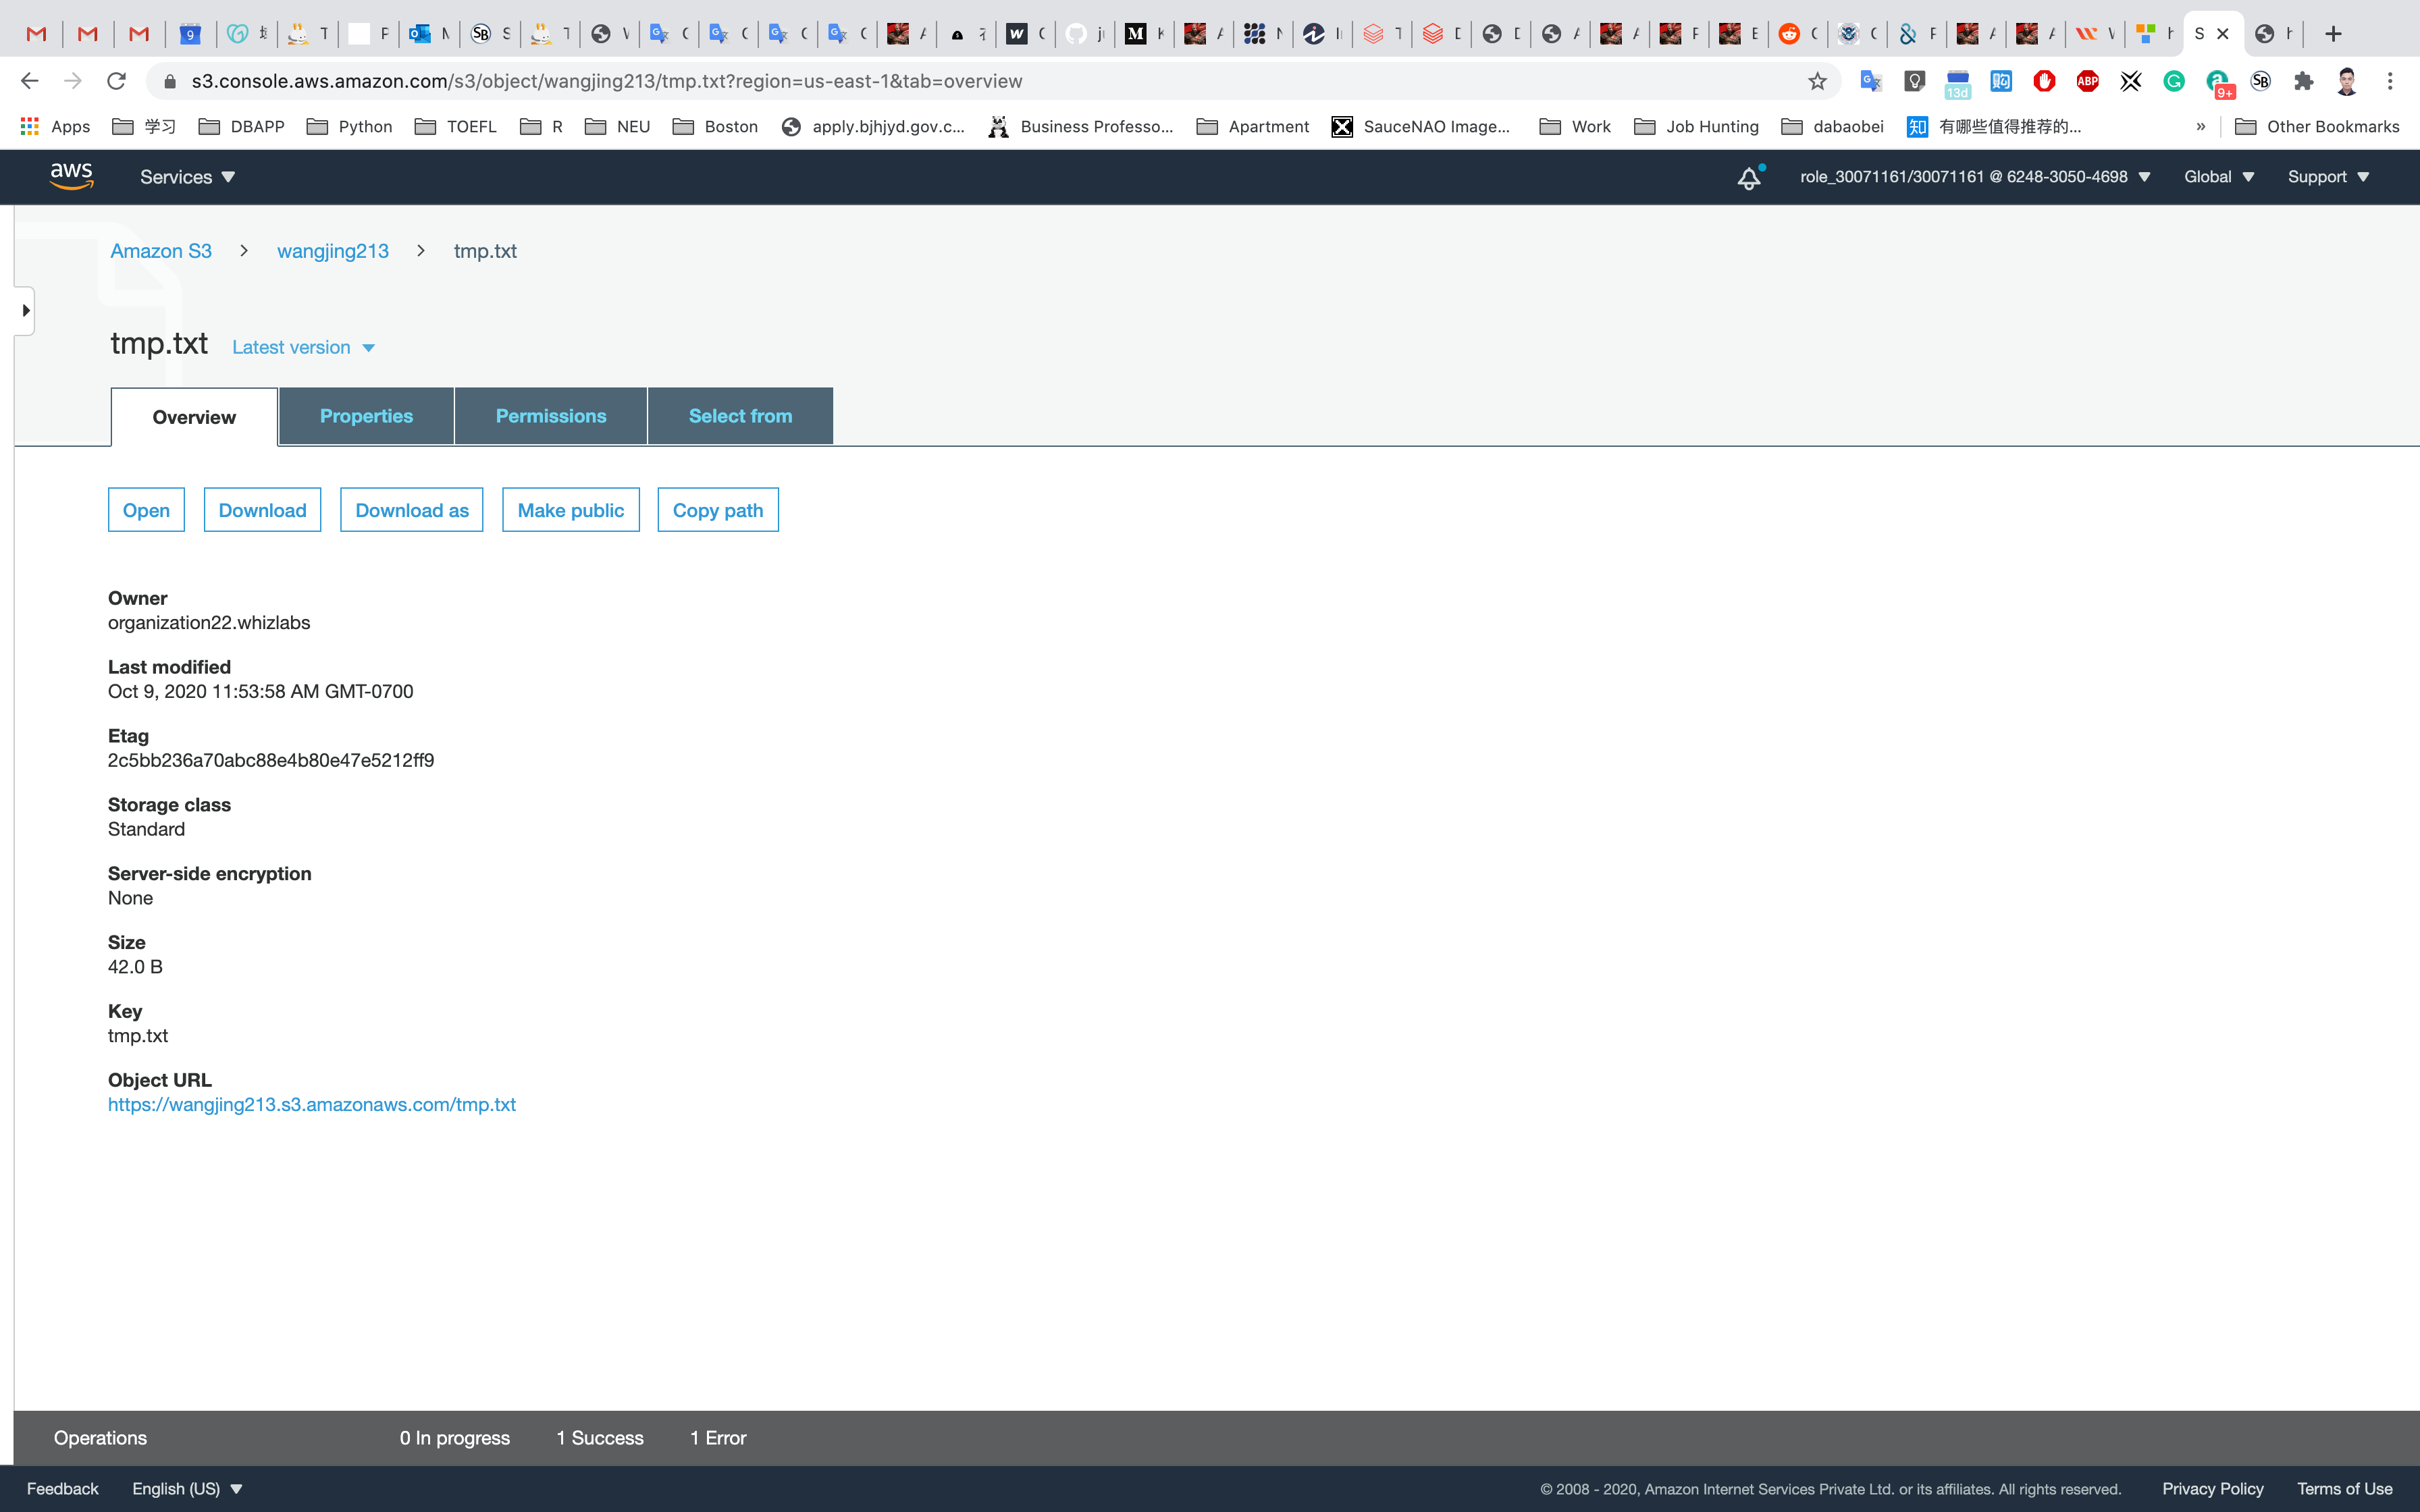 s3.console.aws.amazon.com/s3/object/wangjing213/tmp.txt?region=us-east-1&tab=overview
13d
ABP
9+
Apps
学习
DBAPP
Python
TOEFL
R
NEU
Boston
apply.bjhjyd.gov.c...
Business Professo...
Apartment
SauceNAO Image...
Work
Job Hunting
dabaobei
知 有哪些值得推荐的...
»
Other Bookmarks
aws
Services
role_30071161/30071161 @ 6248-3050-4698
Global
Support
Amazon S3 > wangjing213 > tmp.txt
tmp.txt Latest version
Overview
Properties
Permissions
Select from
Open
Download
Download as
Make public
Copy path
Owner
organization22.whizlabs
Last modified
Oct 9, 2020 11:53:58 AM GMT-0700
Etag
2c5bb236a70abc88e4b80e47e5212ff9
Storage class
Standard
Server-side encryption
None
Size
42.0 B
Key
tmp.txt
Object URL
https://wangjing213.s3.amazonaws.com/tmp.txt
Operations
0 In progress
1 Success
1 Error
Feedback
English (US)
© 2008 - 2020, Amazon Internet Services Private Ltd. or its affiliates. All rights reserved.
Privacy Policy
Terms of Use